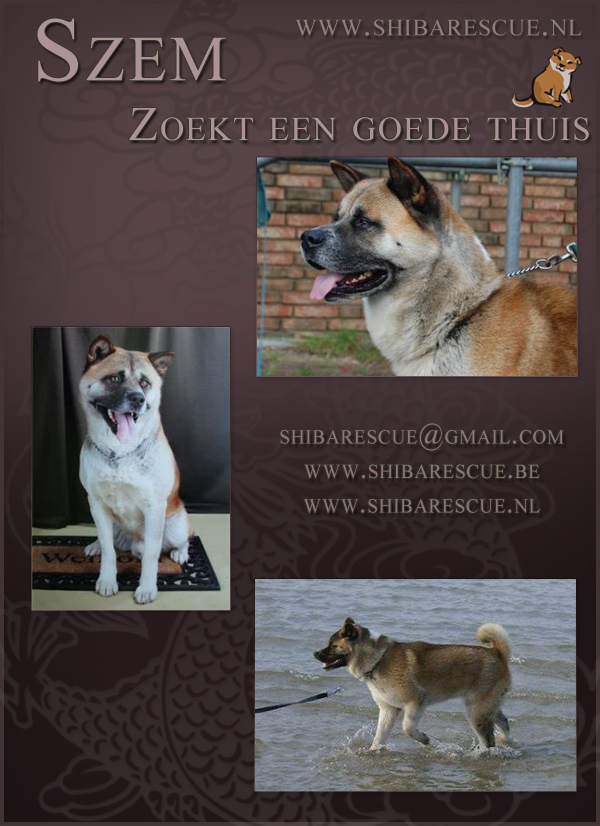 www.shibarescue.nl
Szem
Zoekt een goede thuis
shibarescue@gmail.com
www.shibarescue.be
www.shibarescue.nl